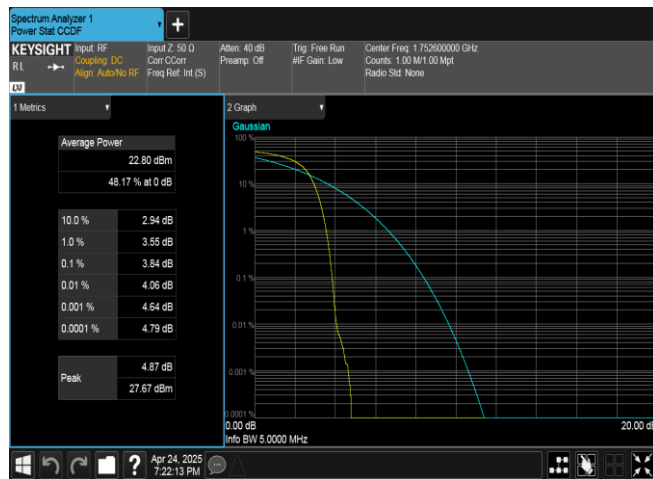 Spectrum Analyzer 1
Power Stat CCDF
KEYSIGHT
RL
LXI
Input: RF
Coupling: DC
Align: Auto/No RF
Input Z: 50 Ω
Corr CCorr
Freq Ref: Int (S)
Atten: 40 dB
Preamp: Off
Trig: Free Run
#IF Gain: Low
Center Freq: 1.752600000 GHz
Counts: 1.00 M/1.00 Mpt
Radio Std: None
1 Metrics
Average Power
22.80 dBm
48.17 % at 0 dB
10.0 % 2.94 dB
1.0 % 3.55 dB
0.1 % 3.84 dB
0.01 % 4.06 dB
0.001 % 4.64 dB
0.0001 % 4.79 dB
Peak
4.87 dB
27.67 dBm
2 Graph
Gaussian
100 %
10 %
1 %
0.1 %
0.01 %
0.001 %
0.0001 %
0.00 dB
20.00 d
Info BW 5.0000 MHz
?
Apr 24, 2025
7:22:13 PM